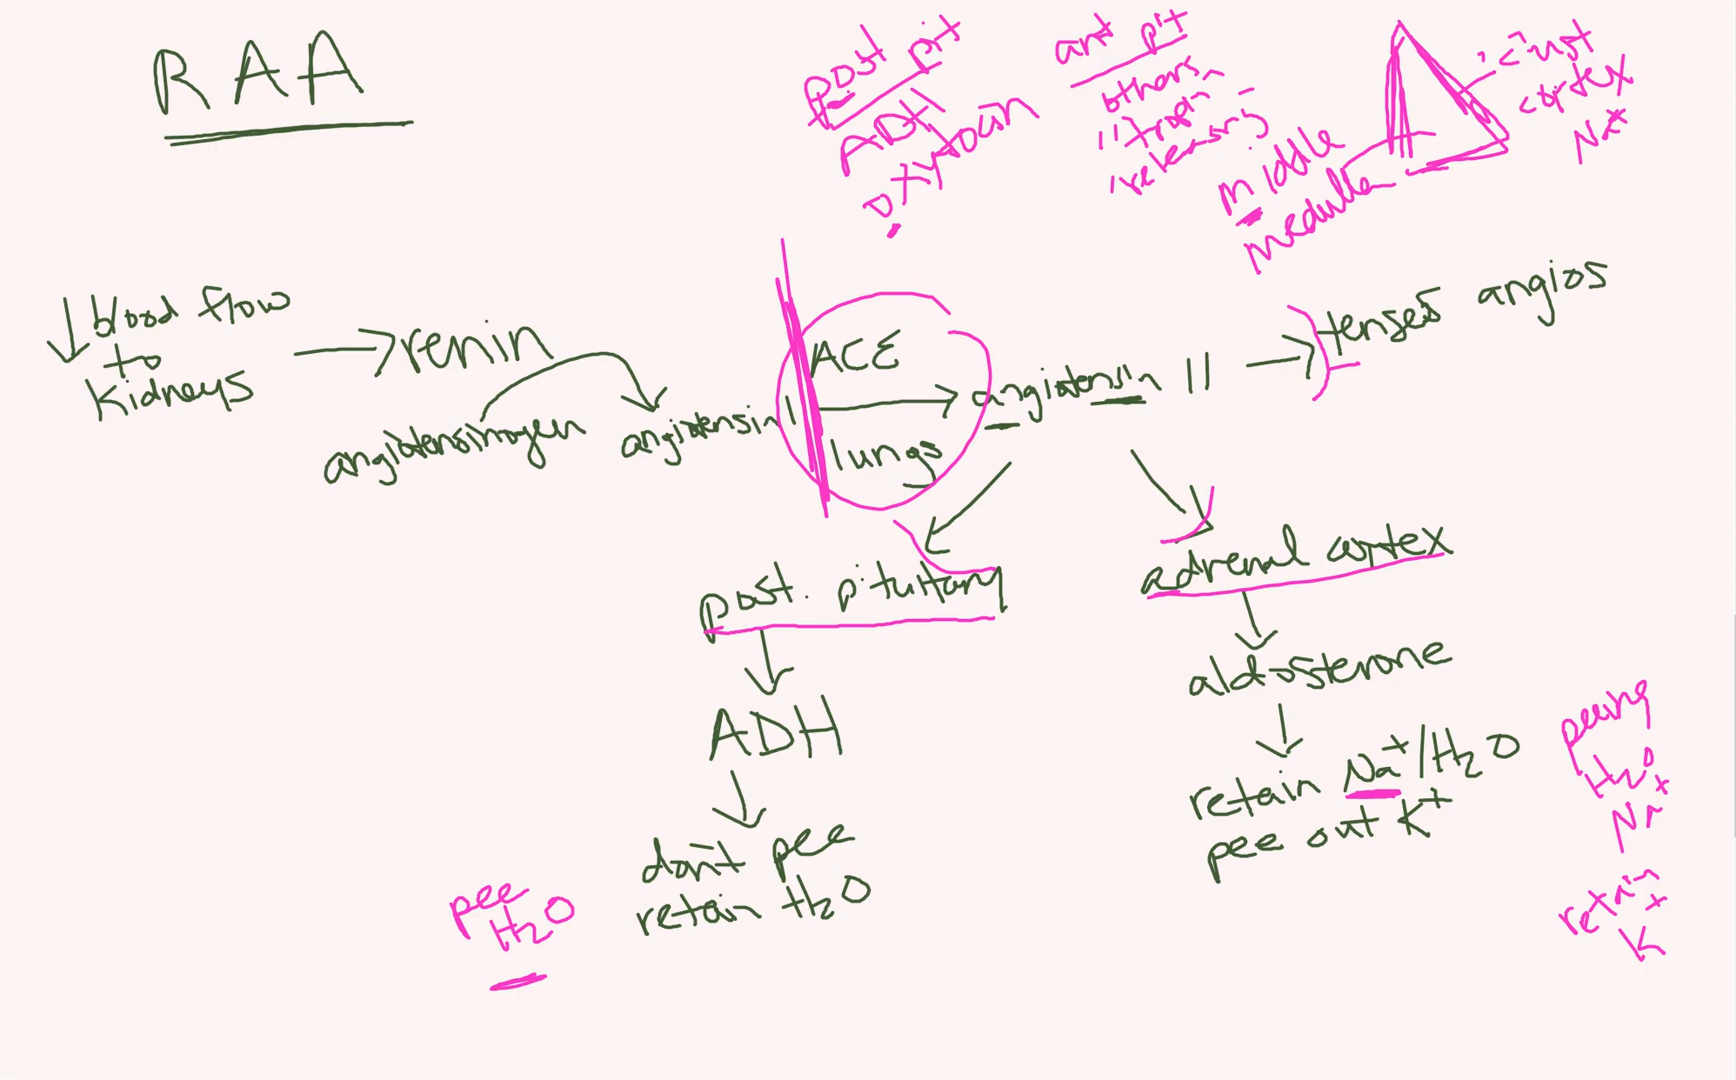 RAA
post pit
ADH
oxytocin
ant pit
others,
"tropin"
"releasing"
middle
medulla
"crust"
cortex
Na+
↓ blood flow
to
kidneys
→ renin
angiotensinogen
angiotensin I
ACE
lungs
angiotensin II
→ tenses angios
post. pituitary
ADH
don't pee
retain H2O
pee
H2O
adrenal cortex
aldosterone
retain Na+/H2O
pee out K+
peeing
H2O
Na+
retain
K+